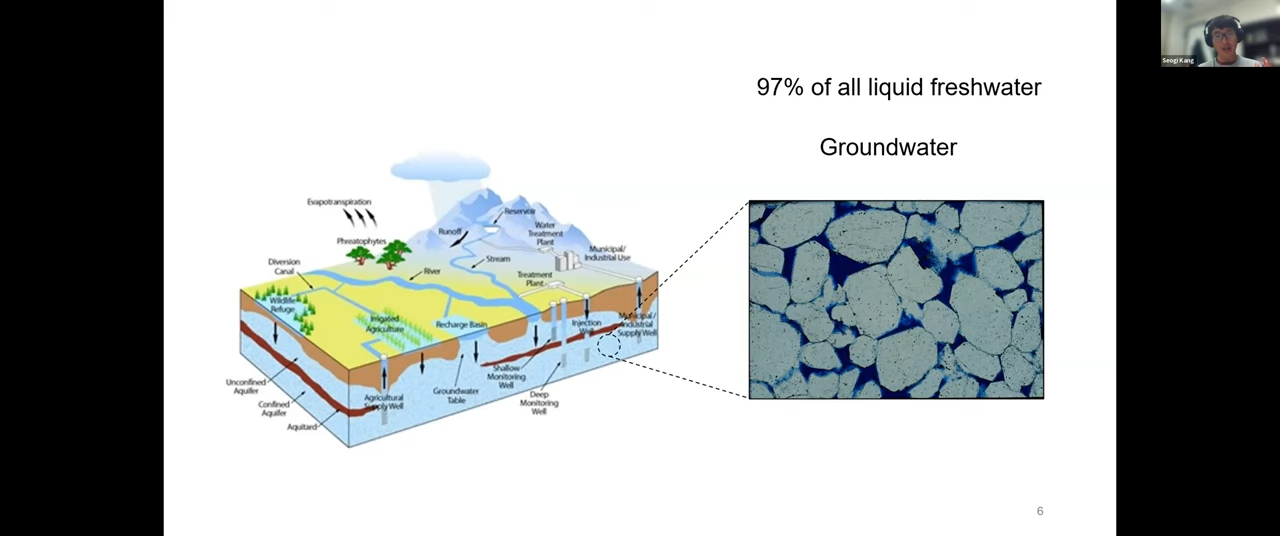 Seogi Kang
97% of all liquid freshwater
Groundwater
Evapotranspiration
Phreatophytes
Runoff
Reservoir
Water
Treatment
Plant
Municipal/
Industrial Use
Diversion
Canal
River
Stream
Treatment
Plant
Wildlife
Refuge
Irrigated
Agriculture
Recharge Basin
Injection
Well
Municipal/
Industrial
Supply Well
Unconfined
Aquifer
Confined
Aquifer
Aquitard
Agricultural
Supply Well
Groundwater
Table
Shallow
Monitoring
Well
Deep
Monitoring
Well
6